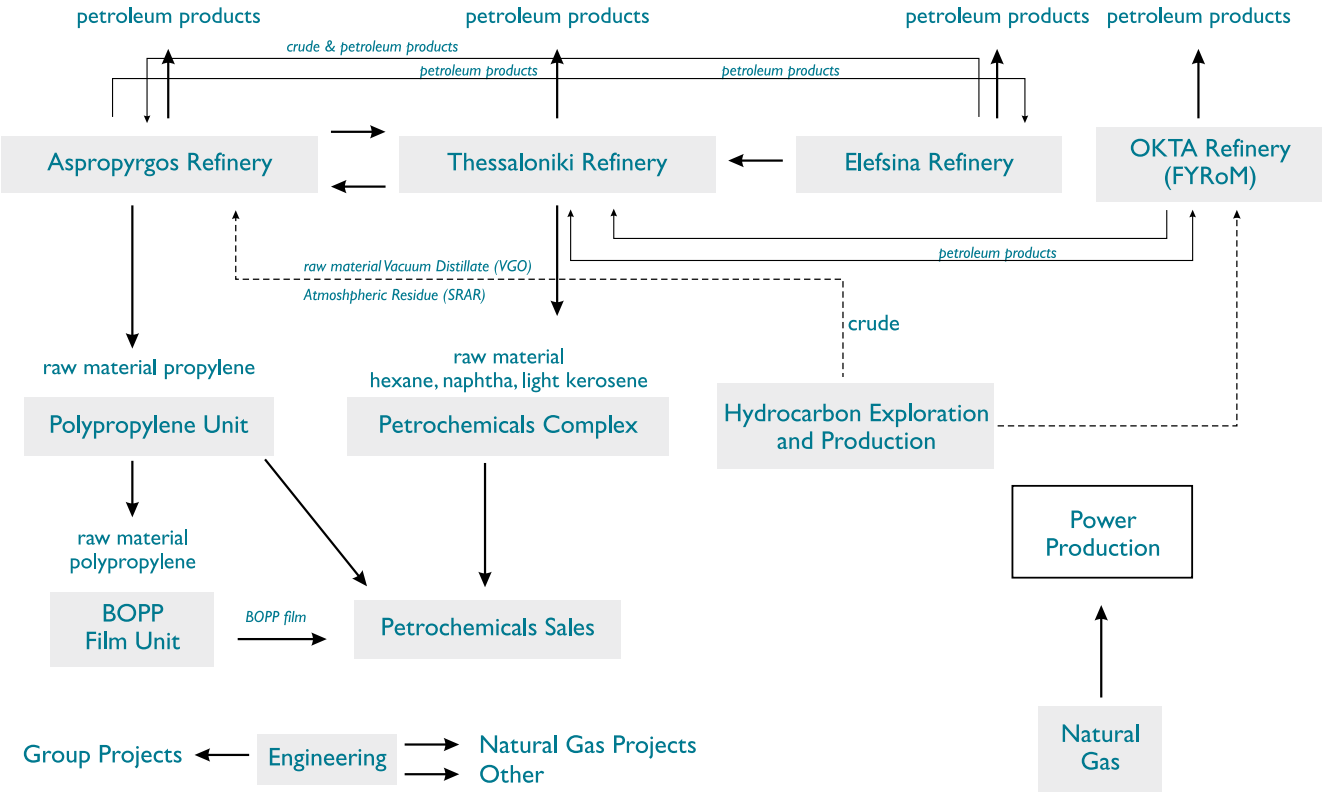 petroleum products
petroleum products
petroleum products
petroleum products
crude & petroleum products
petroleum products
petroleum products
Aspropyrgos Refinery
Thessaloniki Refinery
Elefsina Refinery
OKTA Refinery
(FYRoM)
petroleum products
raw material Vacuum Distillate (VGO)
Atmoshpheric Residue (SRAR)
crude
raw material propylene
raw material
hexane, naphtha, light kerosene
Polypropylene Unit
Petrochemicals Complex
Hydrocarbon Exploration
and Production
Power
Production
raw material
polypropylene
BOPP
Film Unit
BOPP film
Petrochemicals Sales
Group Projects
Engineering
Natural Gas Projects
Other
Natural
Gas